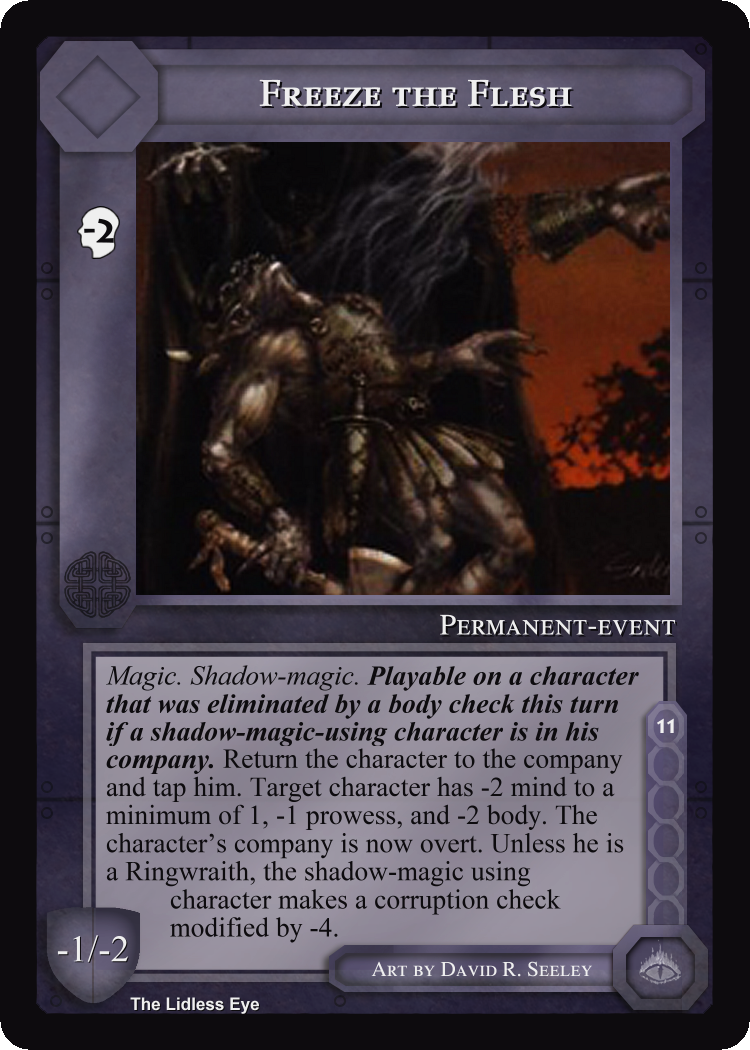 Freeze the Flesh
-2
Permanent-event
Magic. Shadow-magic. Playable on a character
that was eliminated by a body check this turn
if a shadow-magic-using character is in his
company. Return the character to the company
and tap him. Target character has -2 mind to a
minimum of 1, -1 prowess, and -2 body. The
character's company is now overt. Unless he is
a Ringwraith, the shadow-magic using
character makes a corruption check
modified by -4.
11
-1/-2
Art by David R. Seeley
The Lidless Eye